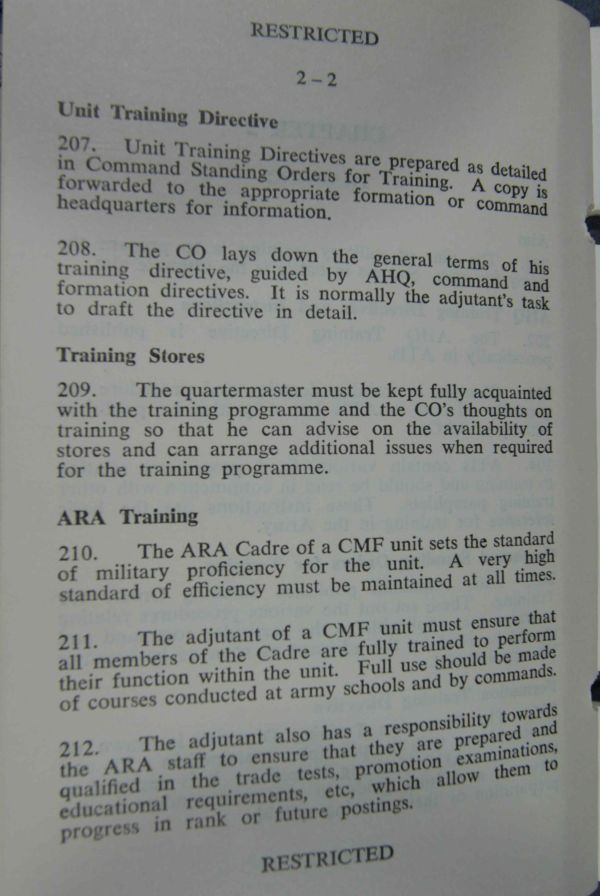 RESTRICTED
2-2
Unit Training Directive
207. Unit Training Directives are prepared as detailed
in Command Standing Orders for Training. A copy is
forwarded to the appropriate formation or command
headquarters for information.
208. The CO lays down the general terms of his
training directive, guided by AHQ, command and
formation directives. It is normally the adjutant's task
to draft the directive in detail.
Training Stores
209. The quartermaster must be kept fully acquainted
with the training programme and the CO's thoughts on
training so that he can advise on the availability of
stores and can arrange additional issues when required
for the training programme.
ARA Training
210. The ARA Cadre of a CMF unit sets the standard
of military proficiency for the unit. A very high
standard of efficiency must be maintained at all times.
211. The adjutant of a CMF unit must ensure that
all members of the Cadre are fully trained to perform
their function within the unit. Full use should be made
of courses conducted at army schools and by commands.
212. The adjutant also has a responsibility towards
the ARA staff to ensure that they are prepared and
qualified in the trade tests, promotion examinations,
educational requirements, etc, which allow them to
progress in rank or future postings.
RESTRICTED